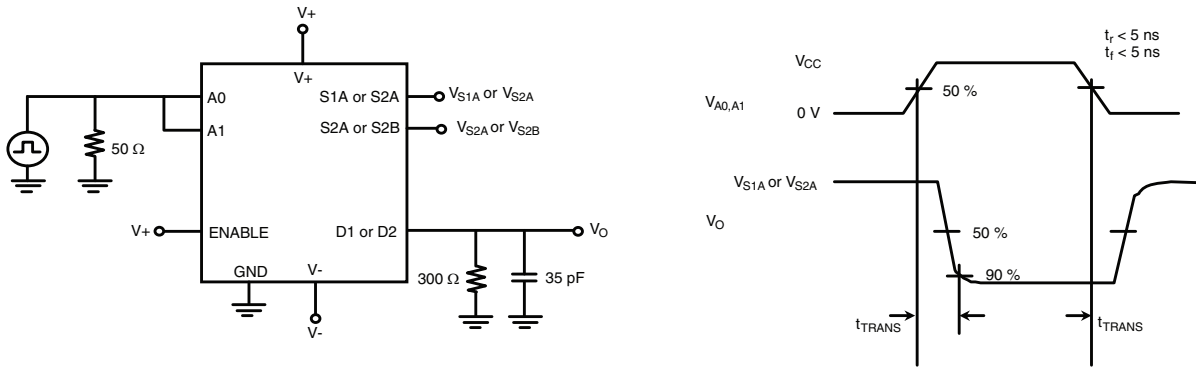 V+
V+
A0
A1
50 Ω
S1A or S2A
VS1A or VS2A
S2A or S2B
VS2A or VS2B
V+
ENABLE
D1 or D2
VO
GND
V-
300 Ω
35 pF
V-
tr < 5 ns
tf < 5 ns
VCC
VA0,A1
50 %
0 V
VS1A or VS2A
VO
50 %
90 %
tTRANS
tTRANS